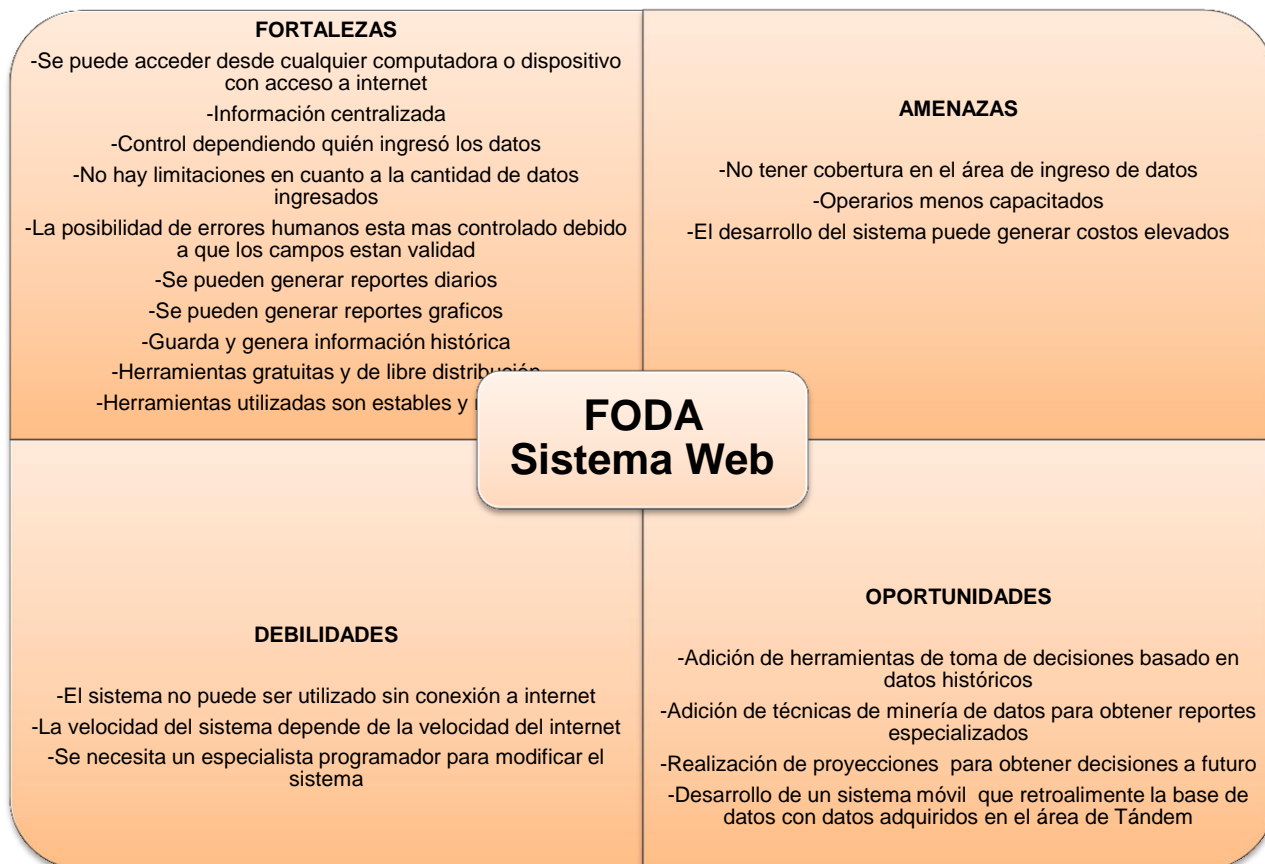 FORTALEZAS
-Se puede acceder desde cualquier computadora o dispositivo
con acceso a internet
-Información centralizada
-Control dependiendo quién ingresó los datos
-No hay limitaciones en cuanto a la cantidad de datos
ingresados
-La posibilidad de errores humanos esta mas controlado debido
a que los campos estan validad
-Se pueden generar reportes diarios
-Se pueden generar reportes graficos
-Guarda y genera información histórica
-Herramientas gratuitas y de libre distribución
-Herramientas utilizadas son estables y
AMENAZAS
-No tener cobertura en el área de ingreso de datos
-Operarios menos capacitados
-El desarrollo del sistema puede generar costos elevados
FODA
Sistema Web
DEBILIDADES
-El sistema no puede ser utilizado sin conexión a internet
-La velocidad del sistema depende de la velocidad del internet
-Se necesita un especialista programador para modificar el
sistema
OPORTUNIDADES
-Adición de herramientas de toma de decisiones basado en
datos históricos
-Adición de técnicas de minería de datos para obtener reportes
especializados
-Realización de proyecciones para obtener decisiones a futuro
-Desarrollo de un sistema móvil que retroalimente la base de
datos con datos adquiridos en el área de Tándem